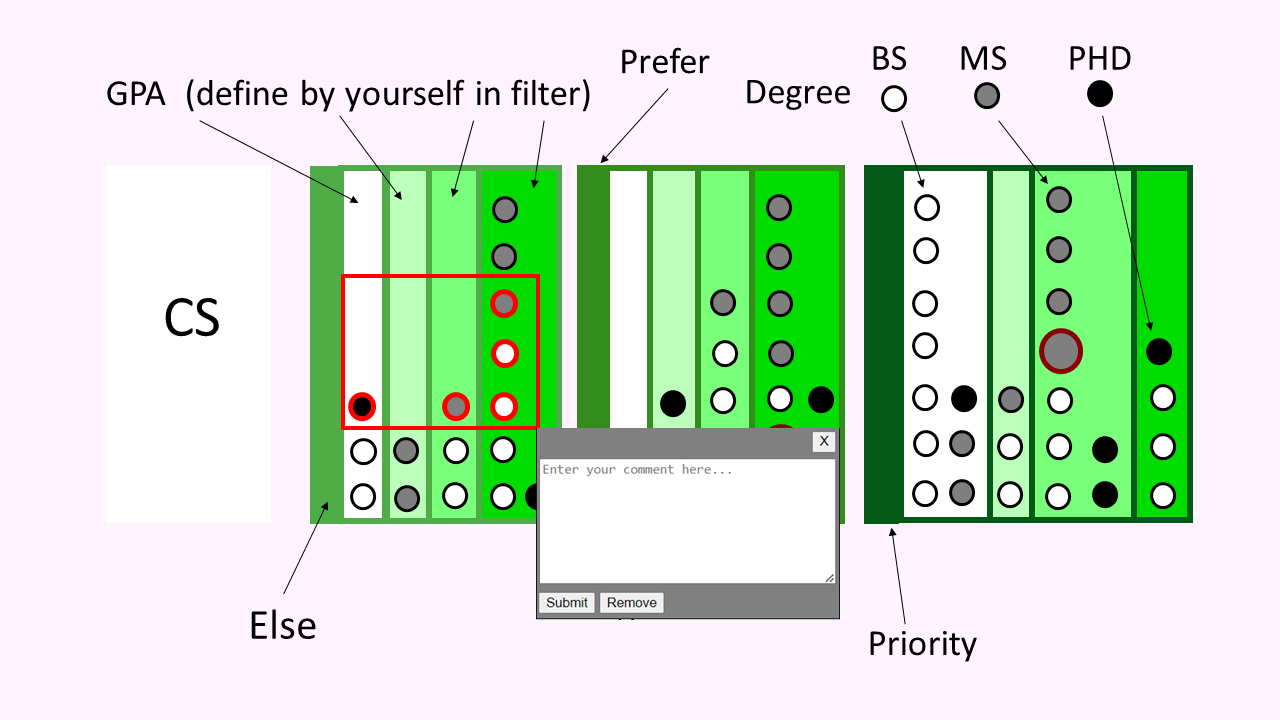 Prefer
BS MS PHD
GPA (define by yourself in filter)
Degree
CS
X
Enter your comment here...
Submit Remove
Else
Priority